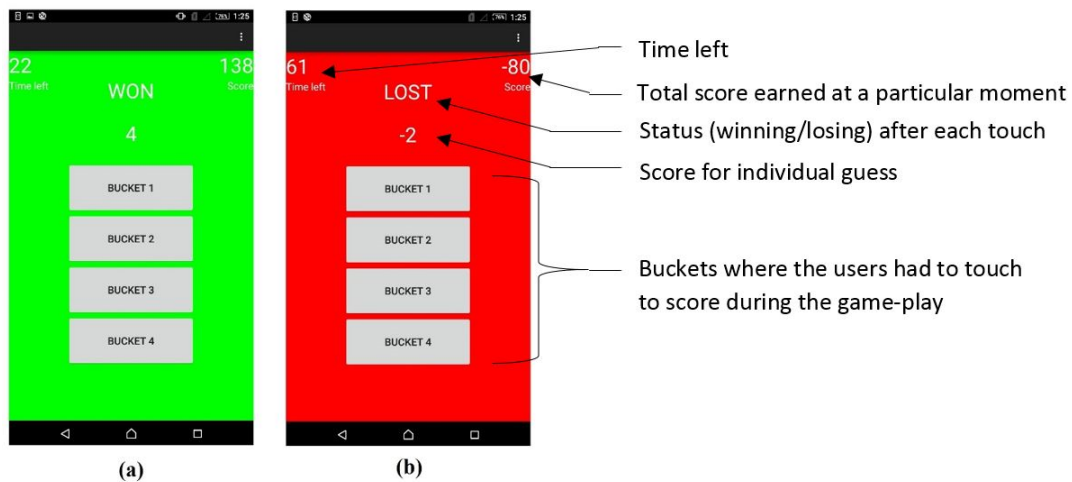 1:25
1:25
22
138
Time left
Score
WON
4
BUCKET 1
BUCKET 2
BUCKET 3
BUCKET 4
(a)
61
-80
Time left
Score
LOST
-2
BUCKET 1
BUCKET 2
BUCKET 3
BUCKET 4
(b)
Time left
Total score earned at a particular moment
Status (winning/losing) after each touch
Score for individual guess
Buckets where the users had to touch
to score during the game-play